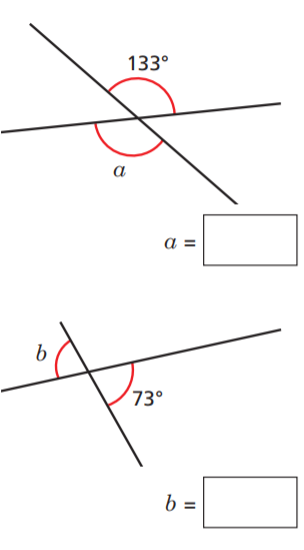 133°
a
a =
b
73°
b =